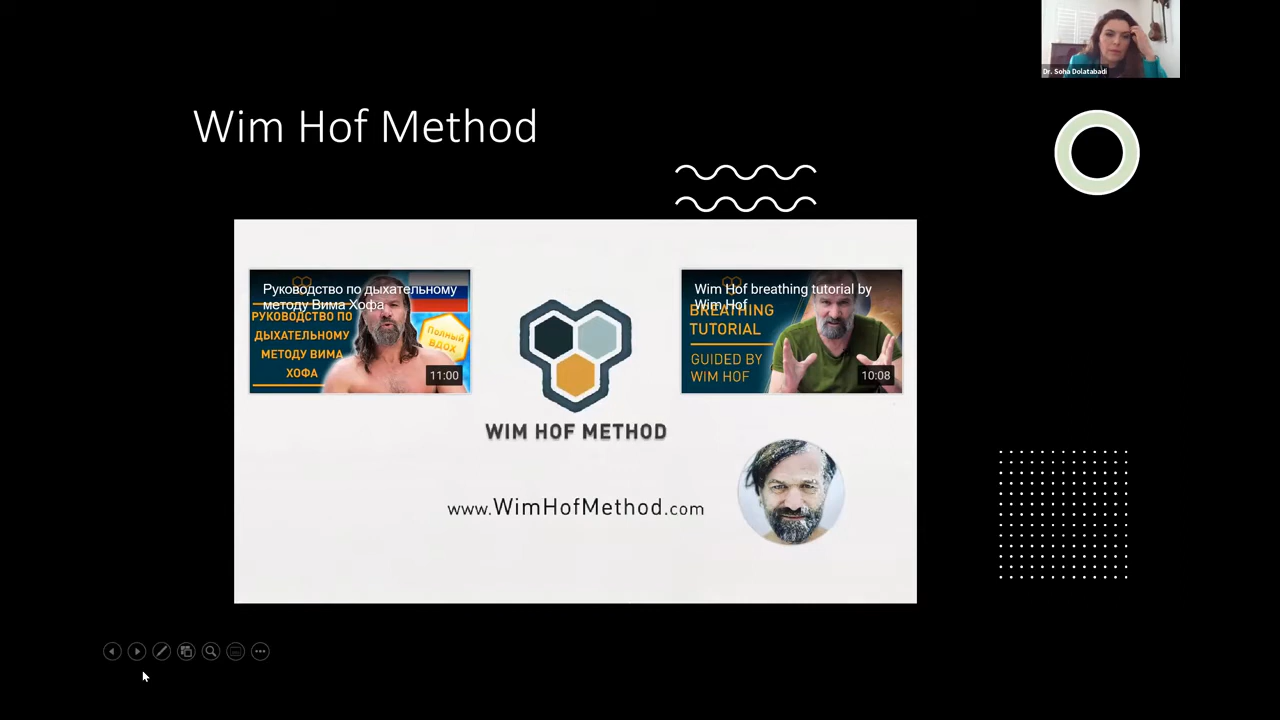 Dr. Soha Dolatabadi
Wim Hof Method
Руководство по дыхательному
методу Вима Хофа
РУКОВОДСТВО ПО
ДЫХАТЕЛЬНОМУ
МЕТОДУ ВИМА
ХОФА
Полный
ВДОХ
11:00
Wim Hof breathing tutorial by
Wim Hof
BREATHING
TUTORIAL
GUIDED BY
WIM HOF
10:08
WIM HOF METHOD
www.WimHofMethod.com